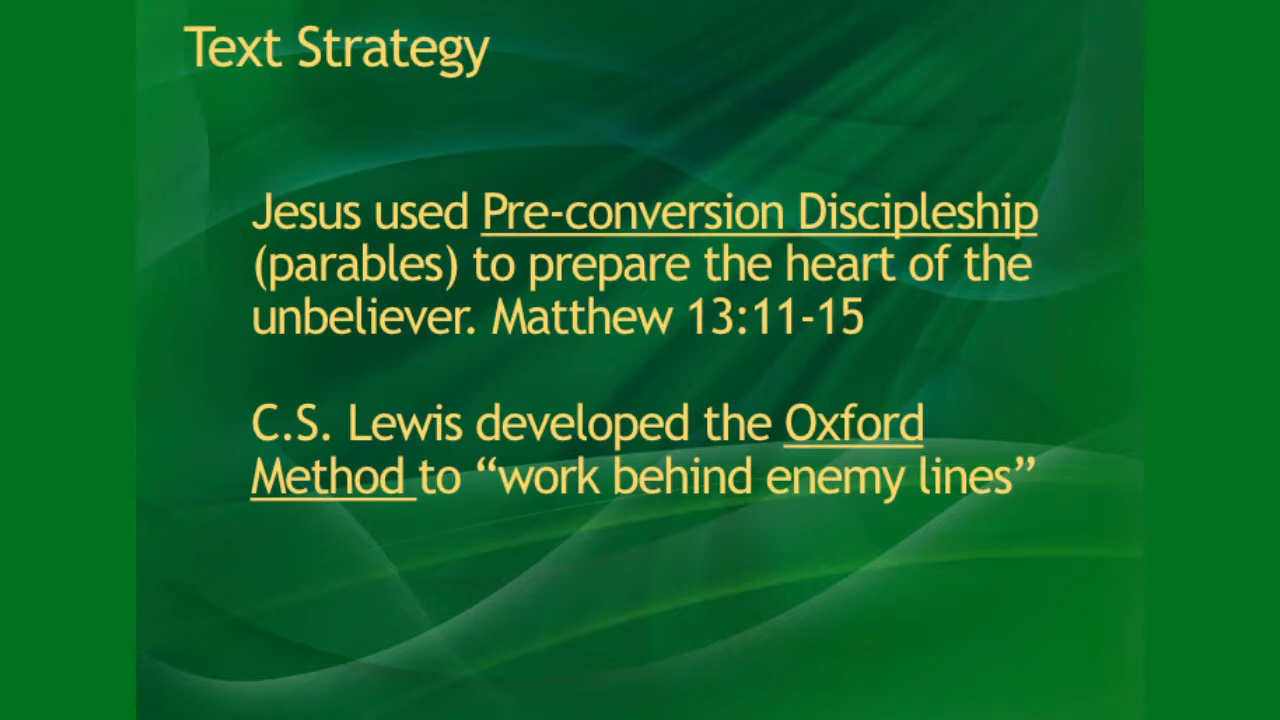 Text Strategy
Jesus used Pre-conversion Discipleship
(parables) to prepare the heart of the
unbeliever. Matthew 13:11-15
C.S. Lewis developed the Oxford
Method to “work behind enemy lines”